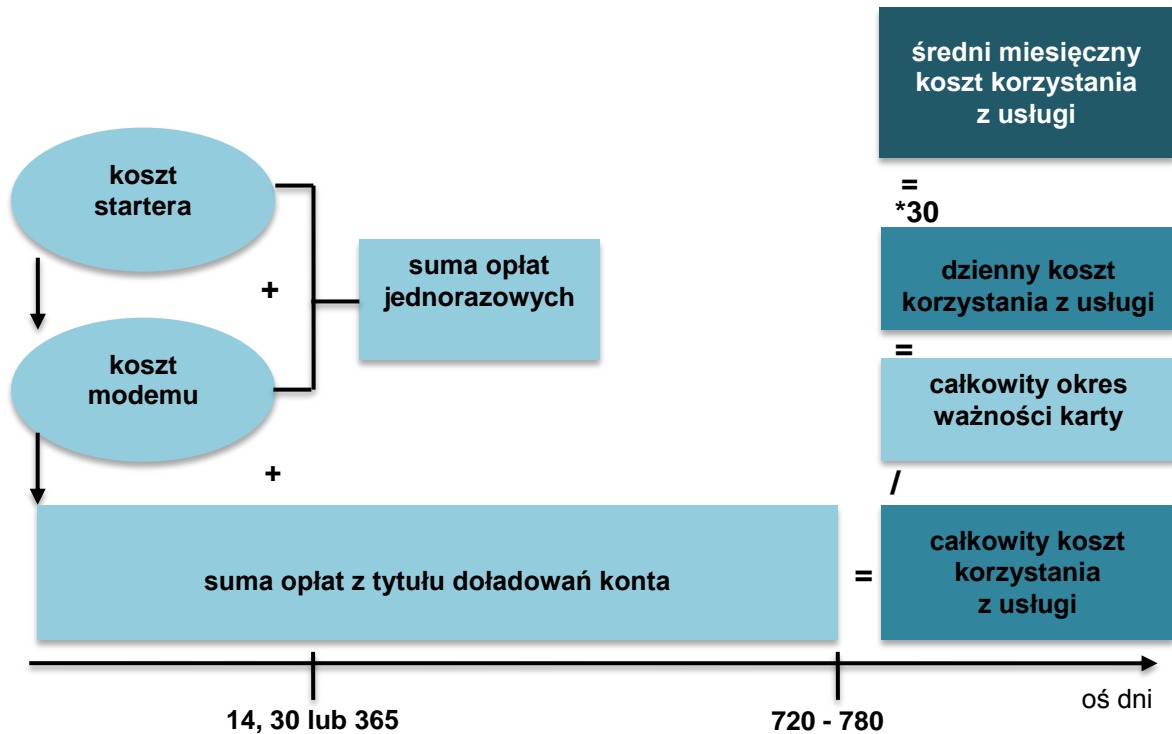 koszt
startera
+
suma opłat
jednorazowych
koszt
modemu
+
suma opłat z tytułu doładowań konta
=
średni miesięczny
koszt korzystania
z usługi
=
*30
dzienny koszt
korzystania z usługi
=
całkowity okres
ważności karty
/
całkowity koszt
korzystania
z usługi
14, 30 lub 365
720 - 780
oś dni